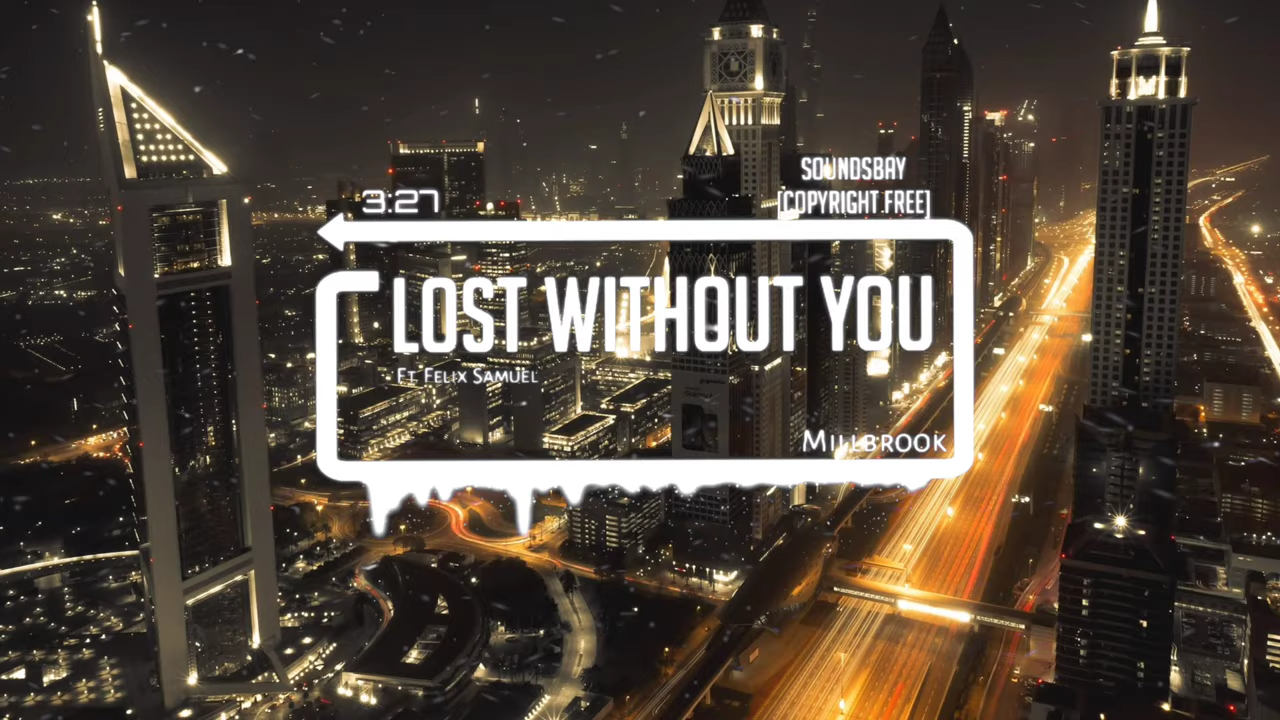 3:27
SOUNDSBAY
[COPYRIGHT FREE]
LOST WITHOUT YOU
Ft Felix Samuel
Millbrook